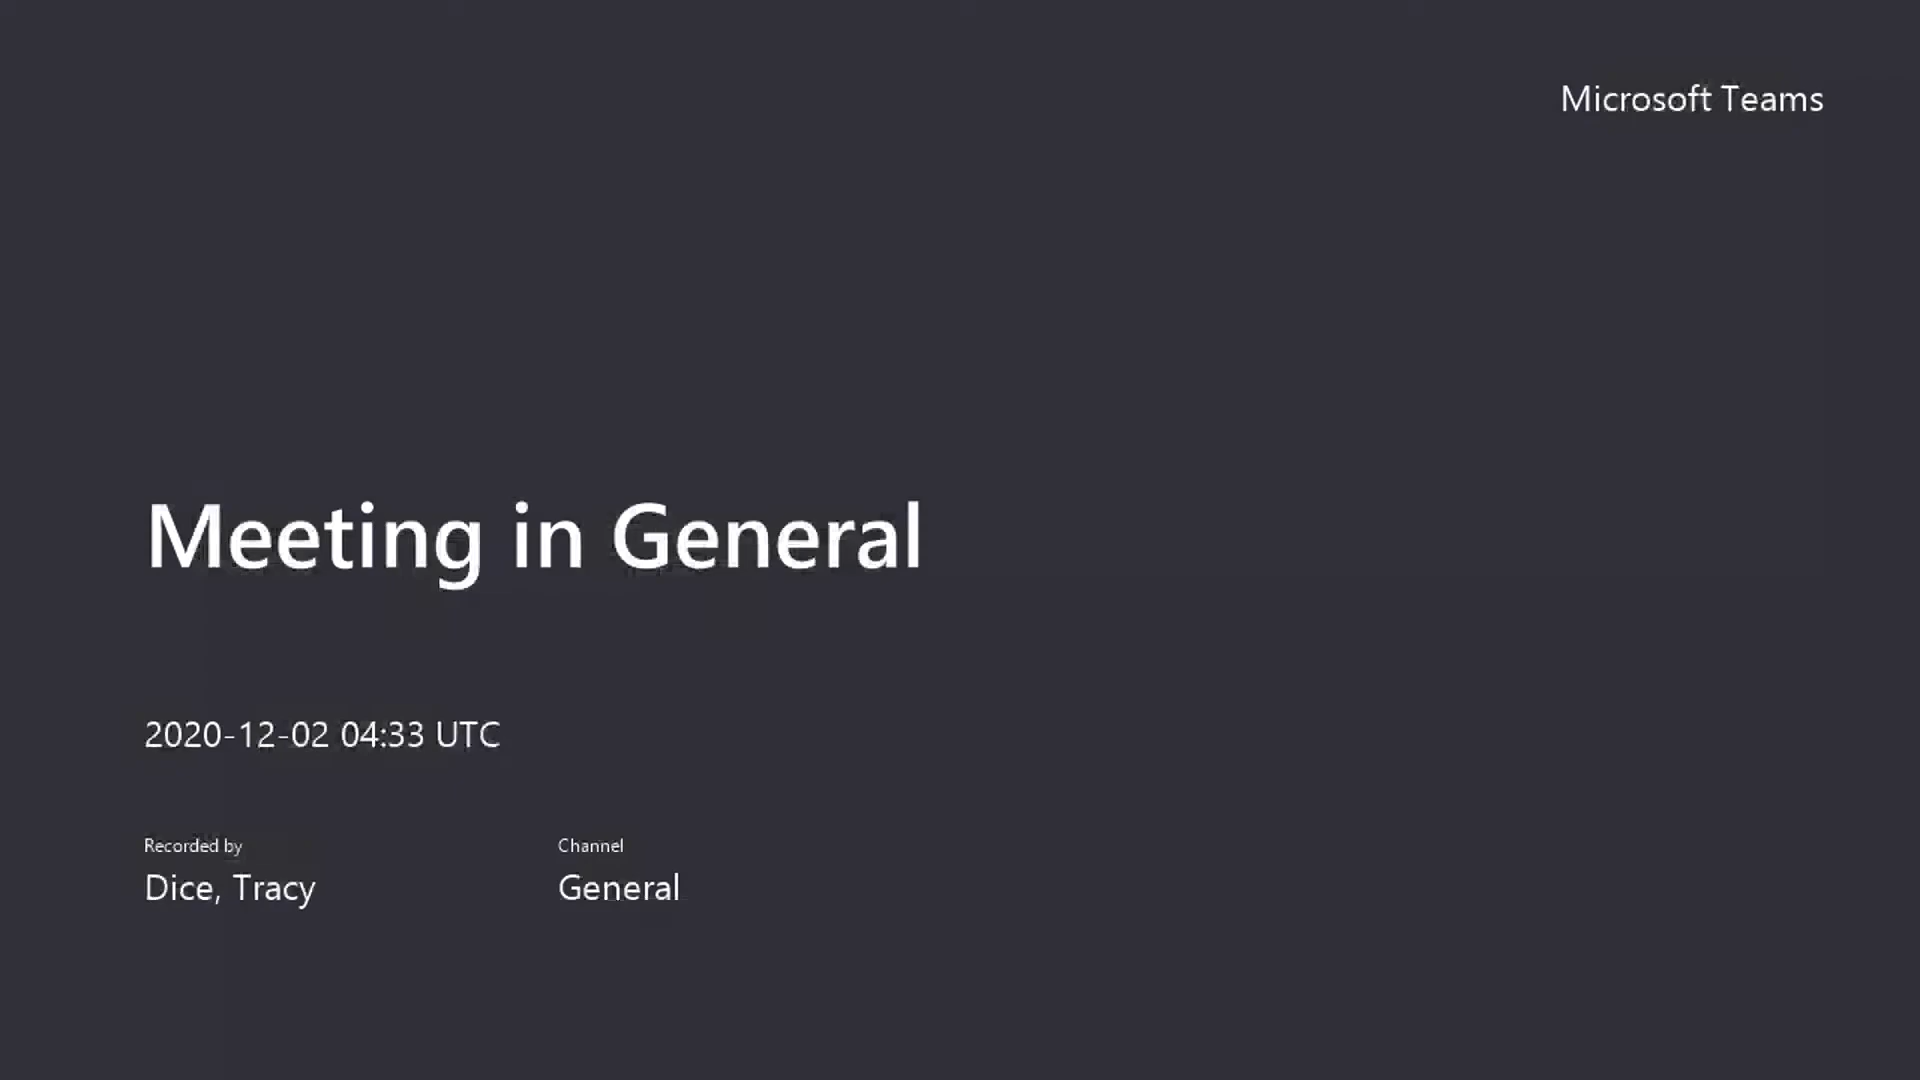 Microsoft Teams
Meeting in General
2020-12-02 04:33 UTC
Recorded by
Dice, Tracy
Channel
General